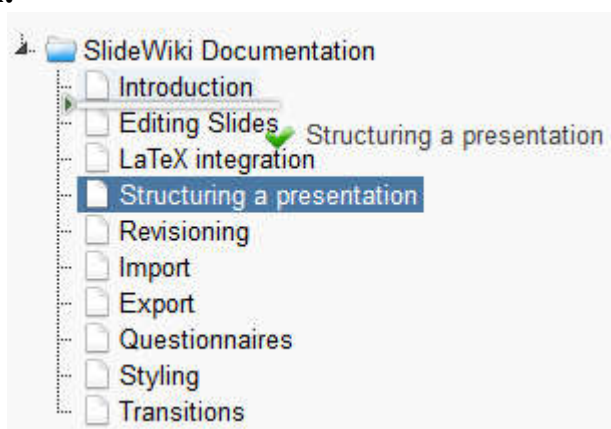 SlideWiki Documentation
Introduction
Editing Slides
Structuring a presentation
LaTeX integration
Structuring a presentation
Revisioning
Import
Export
Questionnaires
Styling
Transitions